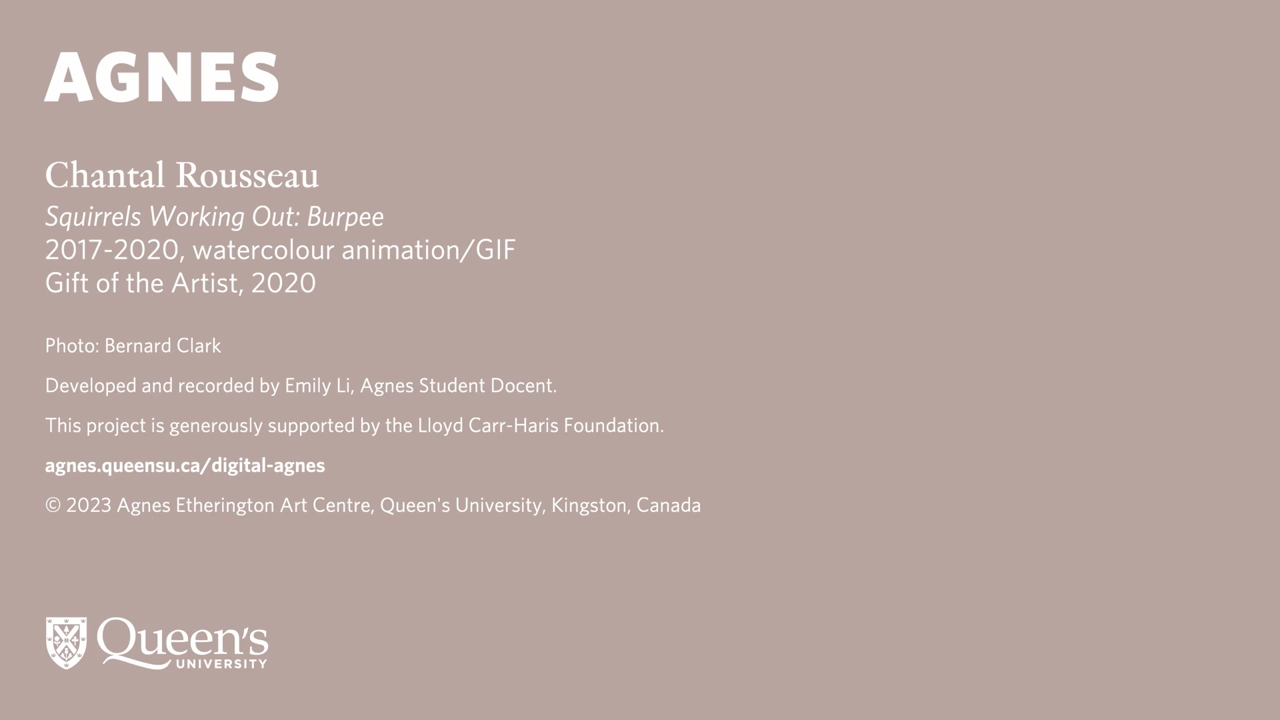 AGNES
Chantal Rousseau
Squirrels Working Out: Burpee
2017-2020, watercolour animation/GIF
Gift of the Artist, 2020
Photo: Bernard Clark
Developed and recorded by Emily Li, Agnes Student Docent.
This project is generously supported by the Lloyd Carr-Haris Foundation.
agnes.queensu.ca/digital-agnes
© 2023 Agnes Etherington Art Centre, Queen's University, Kingston, Canada
Queen's
UNIVERSITY